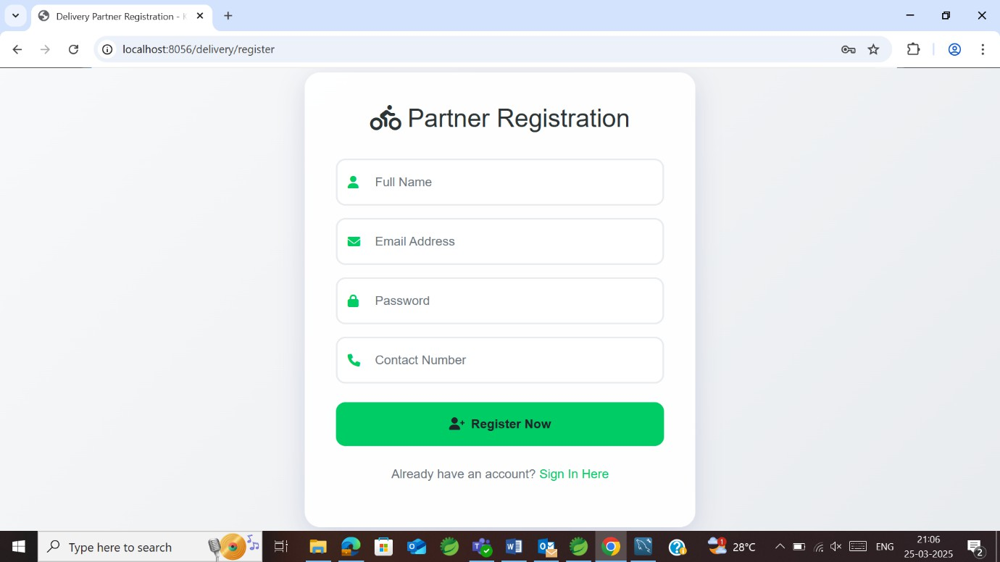 Delivery Partner Registration - K
localhost:8056/delivery/register
Partner Registration
Full Name
Email Address
Password
Contact Number
Register Now
Already have an account? Sign In Here
Type here to search
1
28°C
ENG
21:06
25-03-2025
2